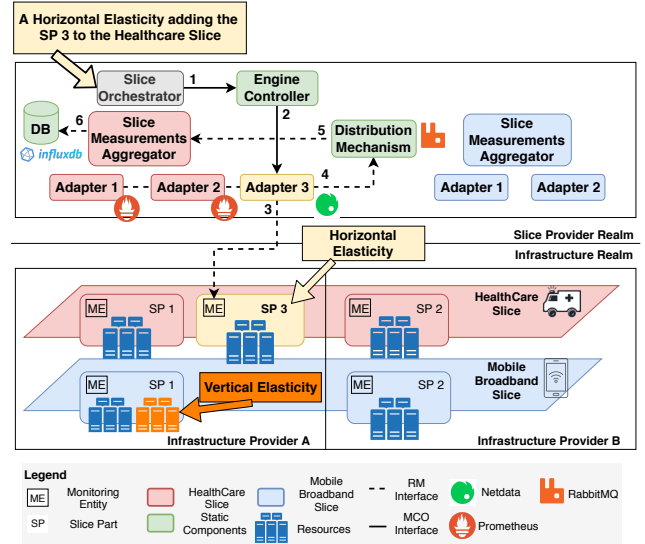 A Horizontal Elasticity adding the
SP 3 to the Healthcare Slice
Slice
Orchestrator
1
Engine
Controller
2
DB
6
influxdb
Slice
Measurements
Aggregator
5
Distribution
Mechanism
Slice
Measurements
Aggregator
Adapter 1
Adapter 2
Adapter 3
4
3
Adapter 1
Adapter 2
Horizontal
Elasticity
Slice Provider Realm
Infrastructure Realm
ME
SP 1
ME
SP 3
ME
SP 2
HealthCare
Slice
ME
SP 1
Vertical Elasticity
ME
SP 2
Mobile
Broadband
Slice
Infrastructure Provider A
Infrastructure Provider B
Legend
ME
Monitoring
Entity
HealthCare
Slice
Mobile
Broadband
Slice
RM
Interface
Netdata
RabbitMQ
SP
Slice Part
Static
Components
Resources
MCO
Interface
Prometheus